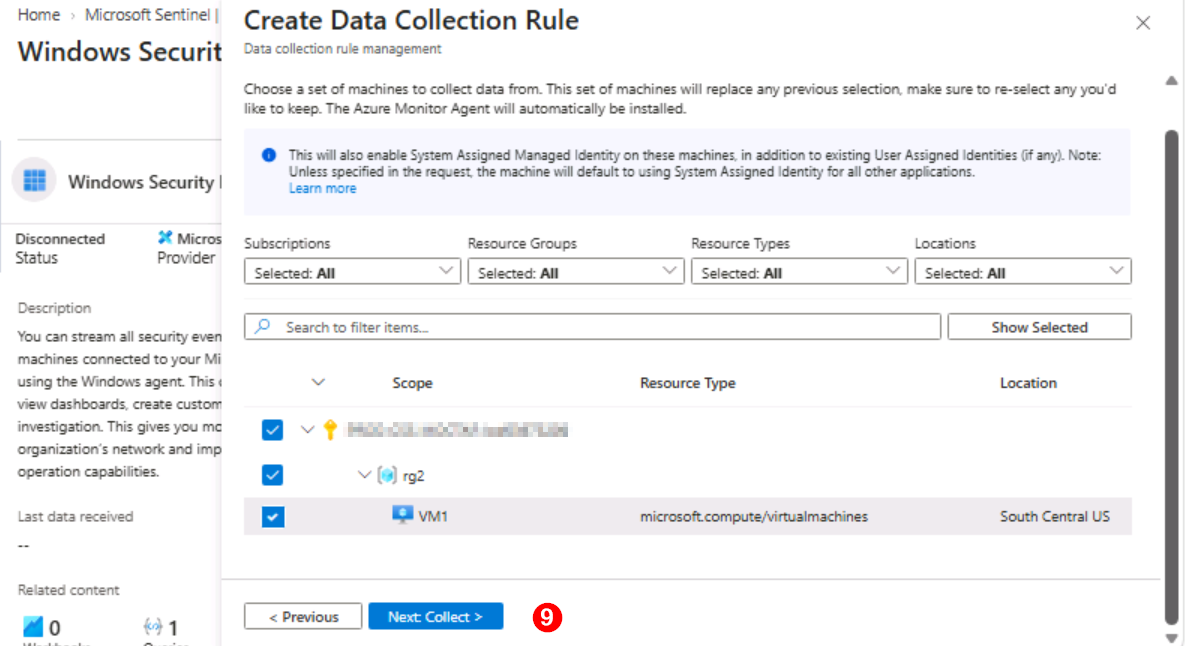 Home > Microsoft Sentinel |
Windows Securit
Create Data Collection Rule
Data collection rule management
Choose a set of machines to collect data from. This set of machines will replace any previous selection, make sure to re-select any you'd
like to keep. The Azure Monitor Agent will automatically be installed.
This will also enable System Assigned Managed Identity on these machines, in addition to existing User Assigned Identities (if any). Note:
Unless specified in the request, the machine will default to using System Assigned Identity for all other applications.
Learn more
Windows Security
Disconnected
Status
Micros
Provider
Subscriptions
Resource Groups
Resource Types
Locations
Selected: All
Selected: All
Selected: All
Selected: All
Search to filter items...
Show Selected
Description
You can stream all security even
machines connected to your Mi
using the Windows agent. This
view dashboards, create custom
investigation. This gives you mo
organization's network and imp
operation capabilities.
Scope
Resource Type
Location
rg2
VM1
microsoft.compute/virtualmachines
South Central US
Last data received
--
Related content
0
1
< Previous
Next: Collect >
9